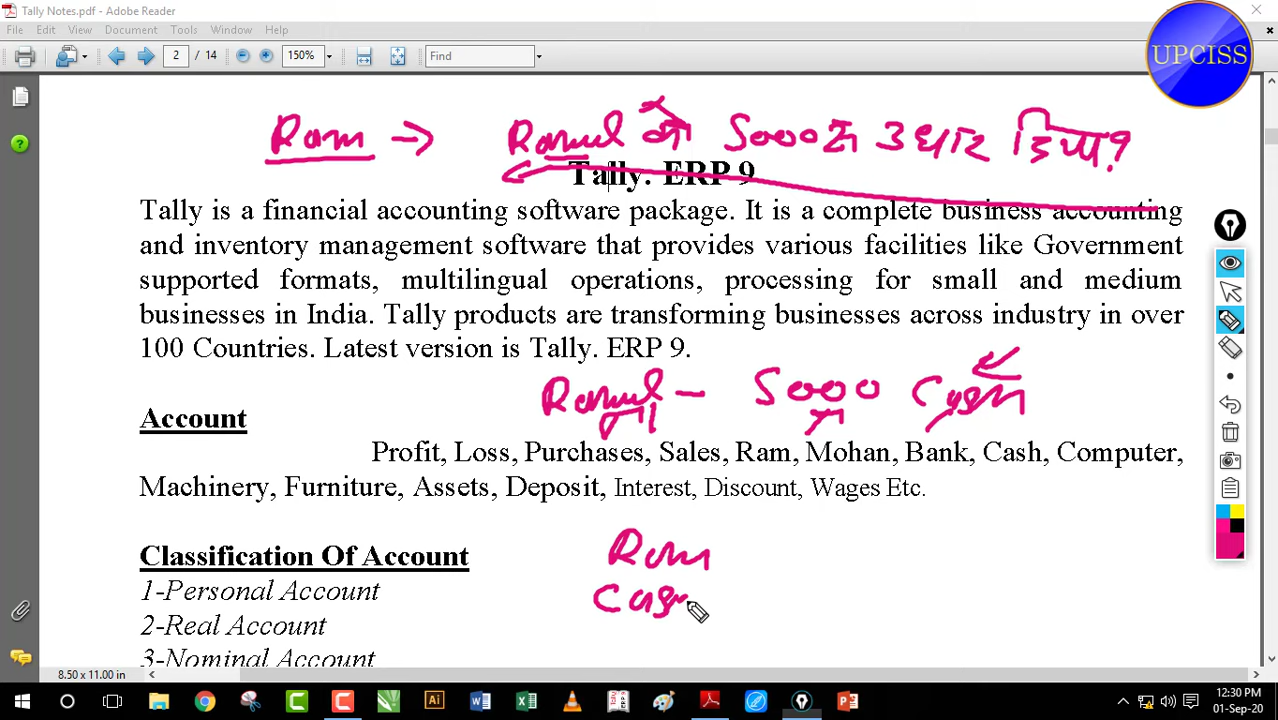 Tally Notes.pdf - Adobe Reader
File Edit View Document Tools Window Help
2 / 14 150% Find
UPCISS
Ram → Rahul को 5000रु उधार दिया?
Tally. ERP 9
Tally is a financial accounting software package. It is a complete business accounting
and inventory management software that provides various facilities like Government
supported formats, multilingual operations, processing for small and medium
businesses in India. Tally products are transforming businesses across industry in over
100 Countries. Latest version is Tally. ERP 9.
Rahul - 5000 Cash
Account
Profit, Loss, Purchases, Sales, Ram, Mohan, Bank, Cash, Computer,
Machinery, Furniture, Assets, Deposit, Interest, Discount, Wages Etc.
Ram
Classification Of Account
1-Personal Account
Cash
2-Real Account
3-Nominal Account
8.50 x 11.00 in
12:30 PM
01-Sep-20